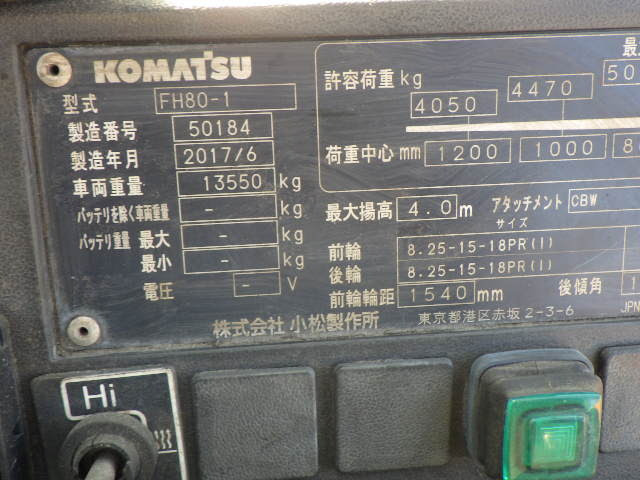 KOMATSU
型式 FH80-1
製造番号 50184
製造年月 2017/6
車両重量 13550 kg
バッテリを除く車両重量 - kg
バッテリ重量 最大 - kg
最小 - kg
電圧 - V
許容荷重 kg 4050 4470
荷重中心 mm 1200 1000
最大揚高 4.0 m アタッチメント CBW
サイズ
前輪 8.25-15-18PR(I)
後輪 8.25-15-18PR(I)
前輪輪距 1540 mm 後傾角
株式会社 小松製作所 東京都港区赤坂 2-3-6 JPN
Hi